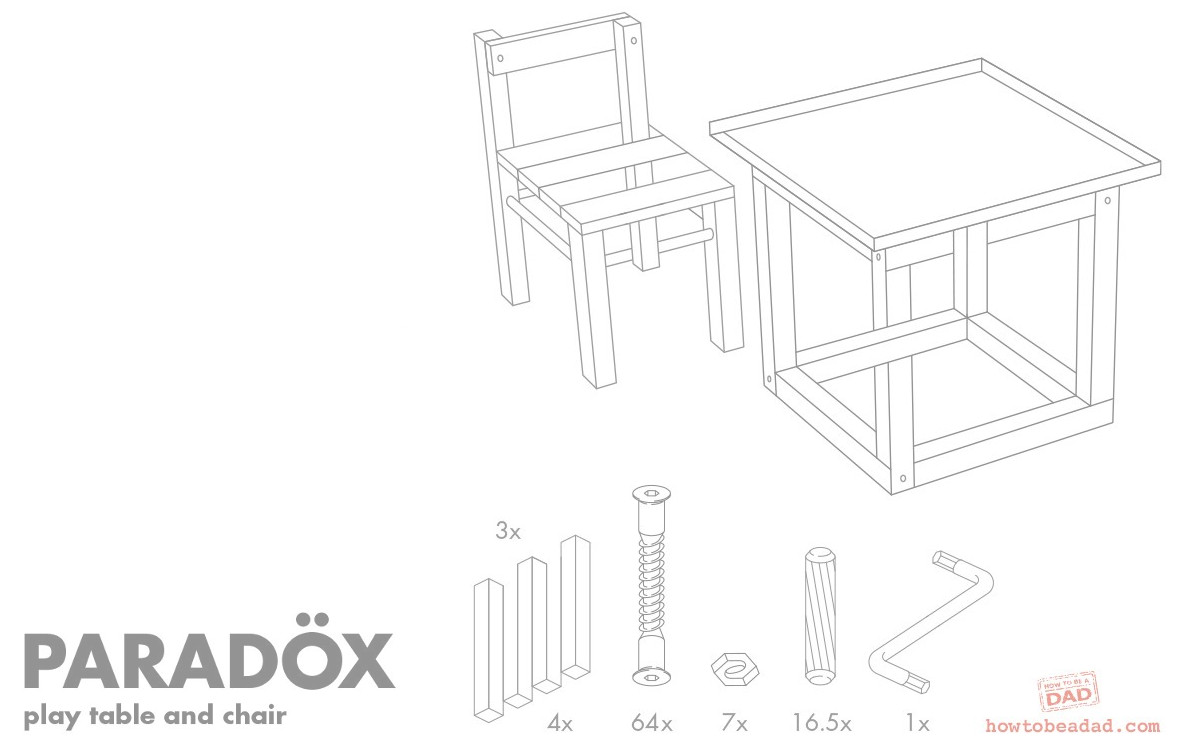 3x
4x
64x
7x
16.5x
1x
PARADÖX
play table and chair
HOW TO BE A
DAD
howtobeadad.com